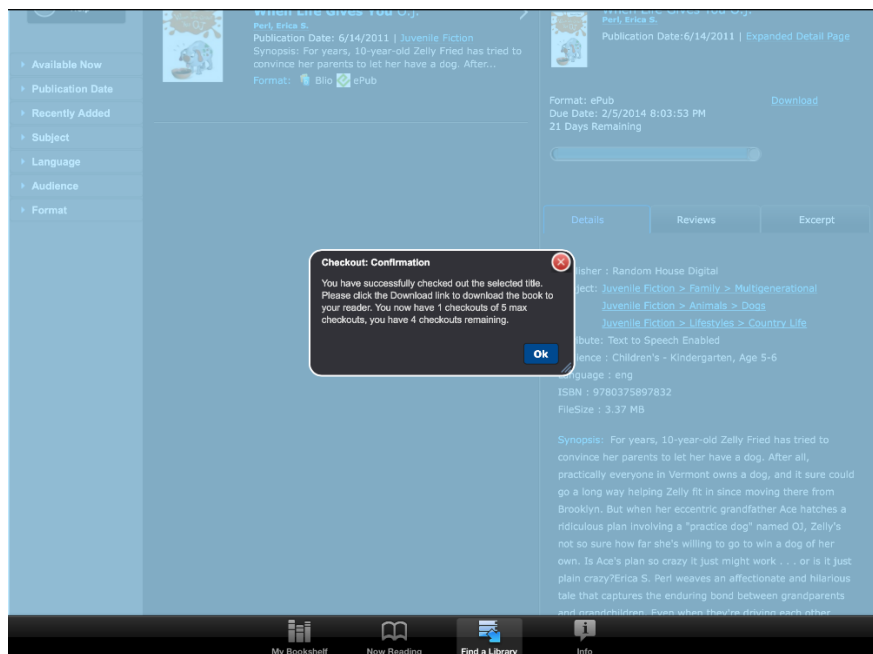 Available Now
Publication Date
Recently Added
Subject
Language
Audience
Format
When Life Gives You O.J.
Perl, Erica S.
Publication Date: 6/14/2011 | Juvenile Fiction
Synopsis: For years, 10-year-old Zelly Fried has tried to
convince her parents to let her have a dog. After...
Format: Blio ePub
When Life Gives You O.J.
Perl, Erica S.
Publication Date:6/14/2011 | Expanded Detail Page
Format: ePub
Download
Due Date: 2/5/2014 8:03:53 PM
21 Days Remaining
Details
Reviews
Excerpt
Checkout: Confirmation
You have successfully checked out the selected title.
Please click the Download link to download the book to
your reader. You now have 1 checkouts of 5 max
checkouts, you have 4 checkouts remaining.
Ok
lisher : Random House Digital
ject: Juvenile Fiction > Family > Multigenerational
Juvenile Fiction > Animals > Dogs
Juvenile Fiction > Lifestyles > Country Life
ibute: Text to Speech Enabled
ience : Children's - Kindergarten, Age 5-6
Language : eng
ISBN : 9780375897832
FileSize : 3.37 MB
Synopsis: For years, 10-year-old Zelly Fried has tried to
convince her parents to let her have a dog. After all,
practically everyone in Vermont owns a dog, and it sure could
go a long way helping Zelly fit in since moving there from
Brooklyn. But when her eccentric grandfather Ace hatches a
ridiculous plan involving a "practice dog" named OJ, Zelly's
not so sure how far she's willing to go to win a dog of her
own. Is Ace's plan so crazy it just might work . . . or is it just
plain crazy?Erica S. Perl weaves an affectionate and hilarious
tale that captures the enduring bond between grandparents
and grandchildren. Even when they're driving each other
My Bookshelf
Now Reading
Find a Library
Info